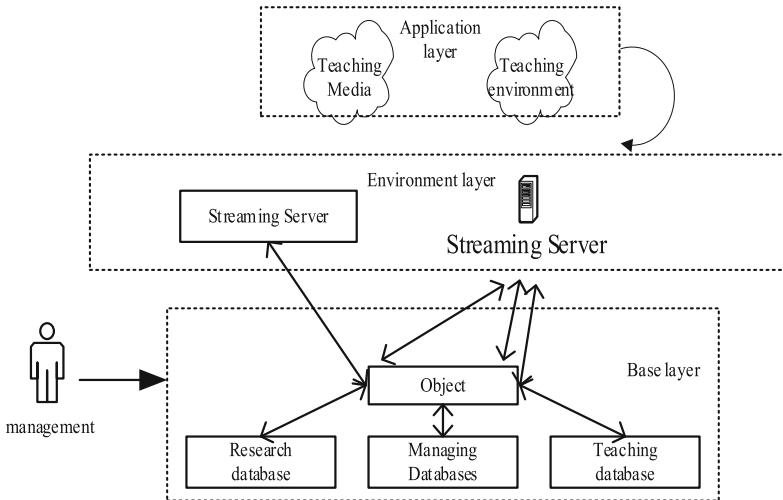 Application
layer
Teaching
Media
Teaching
environment
Environment layer
Streaming Server
Streaming Server
Base layer
Object
management
Research
database
Managing
Databases
Teaching
database